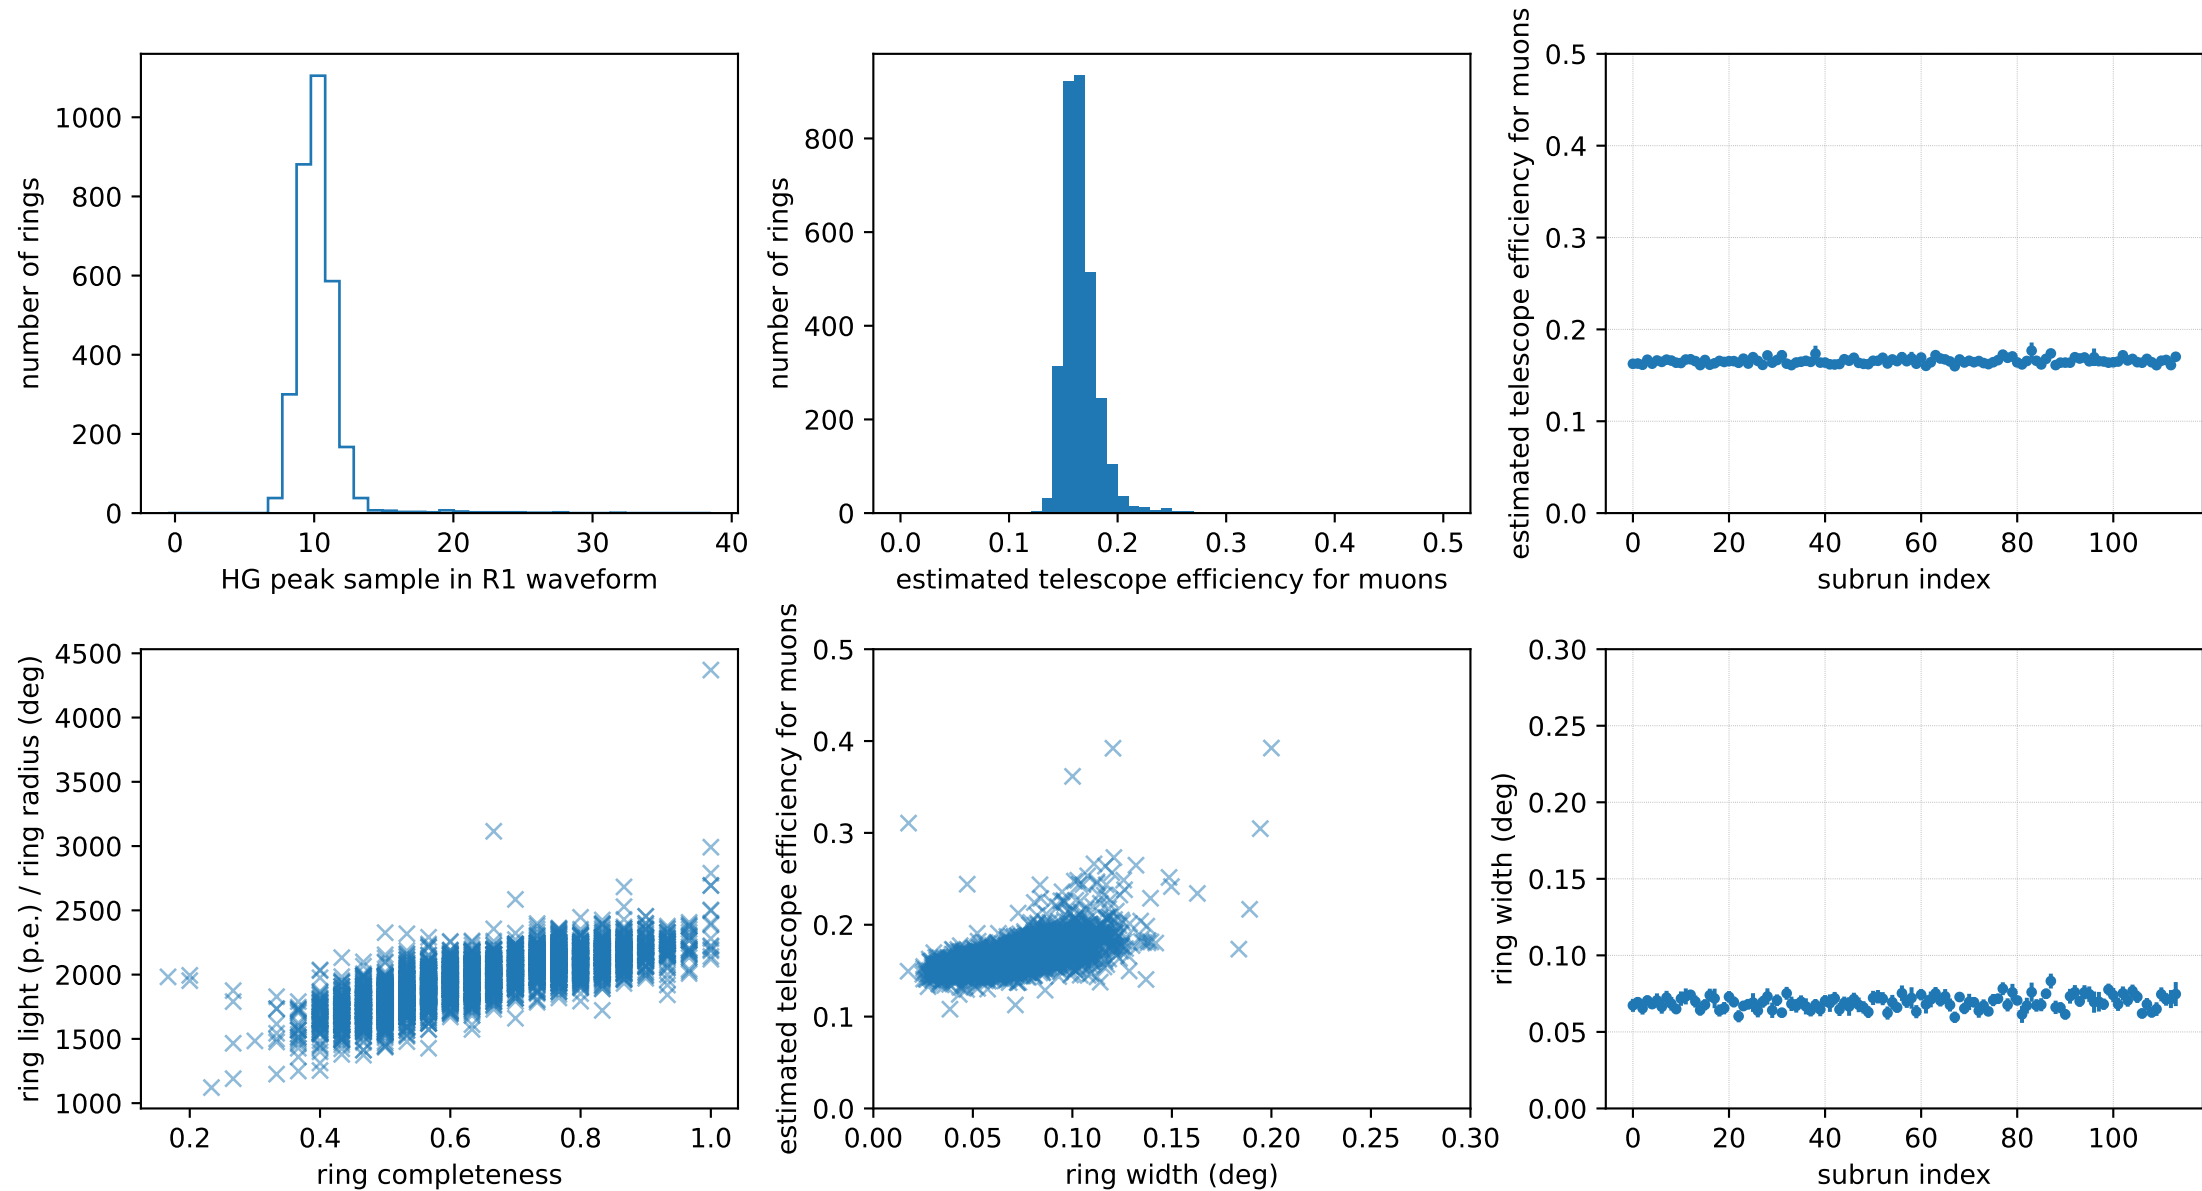 number of rings
1000
800
600
400
200
0
0 10 20 30 40
HG peak sample in R1 waveform
number of rings
800
600
400
200
0
0.0 0.1 0.2 0.3 0.4 0.5
estimated telescope efficiency for muons
estimated telescope efficiency for muons
0.5
0.4
0.3
0.2
0.1
0.0
0 20 40 60 80 100
subrun index
ring light (p.e.) / ring radius (deg)
4500
4000
3500
3000
2500
2000
1500
1000
0.2 0.4 0.6 0.8 1.0
ring completeness
estimated telescope efficiency for muons
0.5
0.4
0.3
0.2
0.1
0.0
0.00 0.05 0.10 0.15 0.20 0.25 0.30
ring width (deg)
ring width (deg)
0.30
0.25
0.20
0.15
0.10
0.05
0.00
0 20 40 60 80 100
subrun index